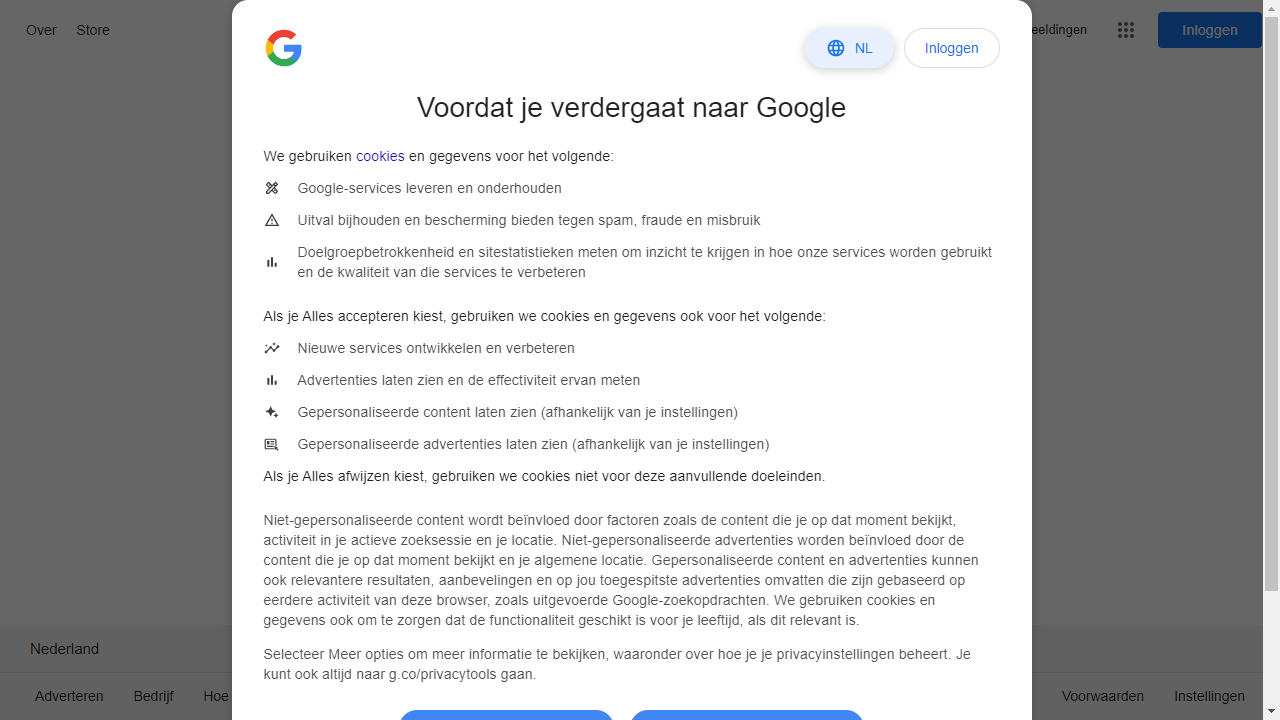 Over Store
NL Inloggen
eeldingen
Inloggen
Voordat je verdergaat naar Google
We gebruiken cookies en gegevens voor het volgende:
Google-services leveren en onderhouden
Uitval bijhouden en bescherming bieden tegen spam, fraude en misbruik
Doelgroepbetrokkenheid en sitestatistieken meten om inzicht te krijgen in hoe onze services worden gebruikt
en de kwaliteit van die services te verbeteren
Als je Alles accepteren kiest, gebruiken we cookies en gegevens ook voor het volgende:
Nieuwe services ontwikkelen en verbeteren
Advertenties laten zien en de effectiviteit ervan meten
Gepersonaliseerde content laten zien (afhankelijk van je instellingen)
Gepersonaliseerde advertenties laten zien (afhankelijk van je instellingen)
Als je Alles afwijzen kiest, gebruiken we cookies niet voor deze aanvullende doeleinden.
Niet-gepersonaliseerde content wordt beïnvloed door factoren zoals de content die je op dat moment bekijkt,
activiteit in je actieve zoeksessie en je locatie. Niet-gepersonaliseerde advertenties worden beïnvloed door de
content die je op dat moment bekijkt en je algemene locatie. Gepersonaliseerde content en advertenties kunnen
ook relevantere resultaten, aanbevelingen en op jou toegespitste advertenties omvatten die zijn gebaseerd op
eerdere activiteit van deze browser, zoals uitgevoerde Google-zoekopdrachten. We gebruiken cookies en
gegevens ook om te zorgen dat de functionaliteit geschikt is voor je leeftijd, als dit relevant is.
Selecteer Meer opties om meer informatie te bekijken, waaronder over hoe je je privacyinstellingen beheert. Je
kunt ook altijd naar g.co/privacytools gaan.
Nederland
Adverteren Bedrijf Hoe
Voorwaarden Instellingen